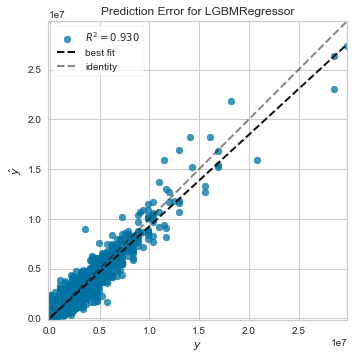 Prediction Error for LGBMRegressor
1e7
R² = 0.930
best fit
identity
2.5
2.0
1.5
1.0
0.5
0.0
ŷ
0.0 0.5 1.0 1.5 2.0 2.5
1e7
y